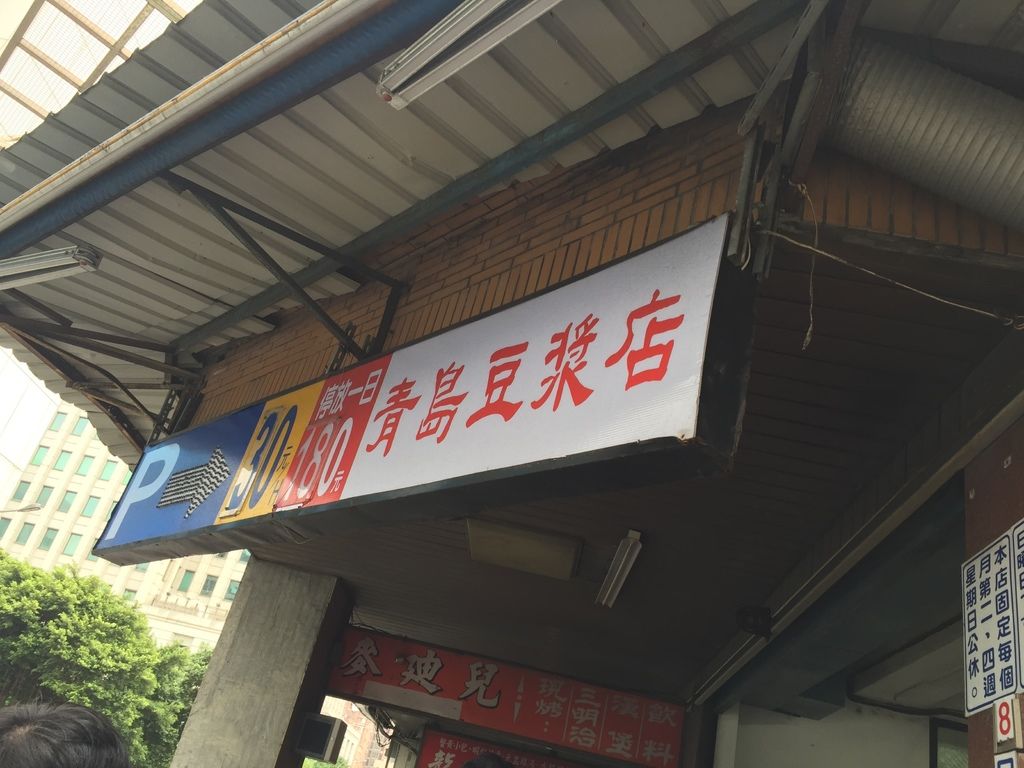 P
30元
停放一日
180元
青島豆漿店
麥迪兒
現烤
三明治
漢堡
飲料
本店固定每個
月第二，四週
星期日公休。
8